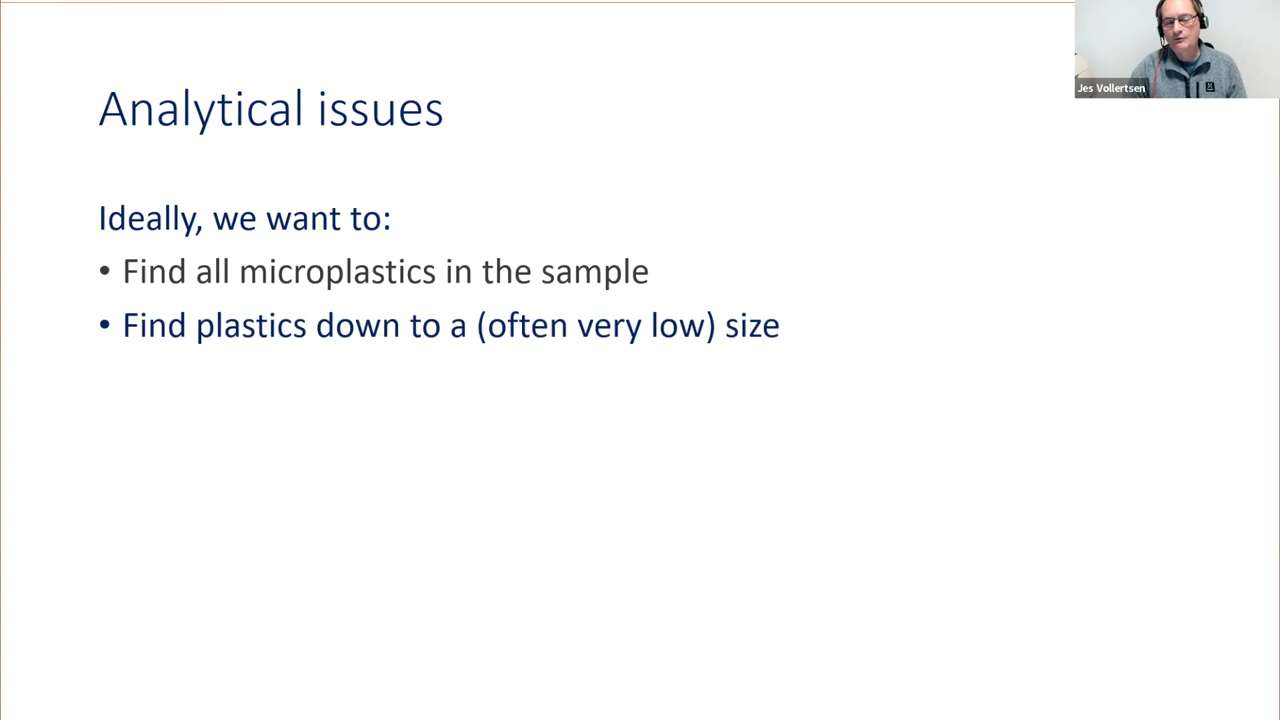 Analytical issues
Jes Vollertsen
Ideally, we want to:
• Find all microplastics in the sample
• Find plastics down to a (often very low) size